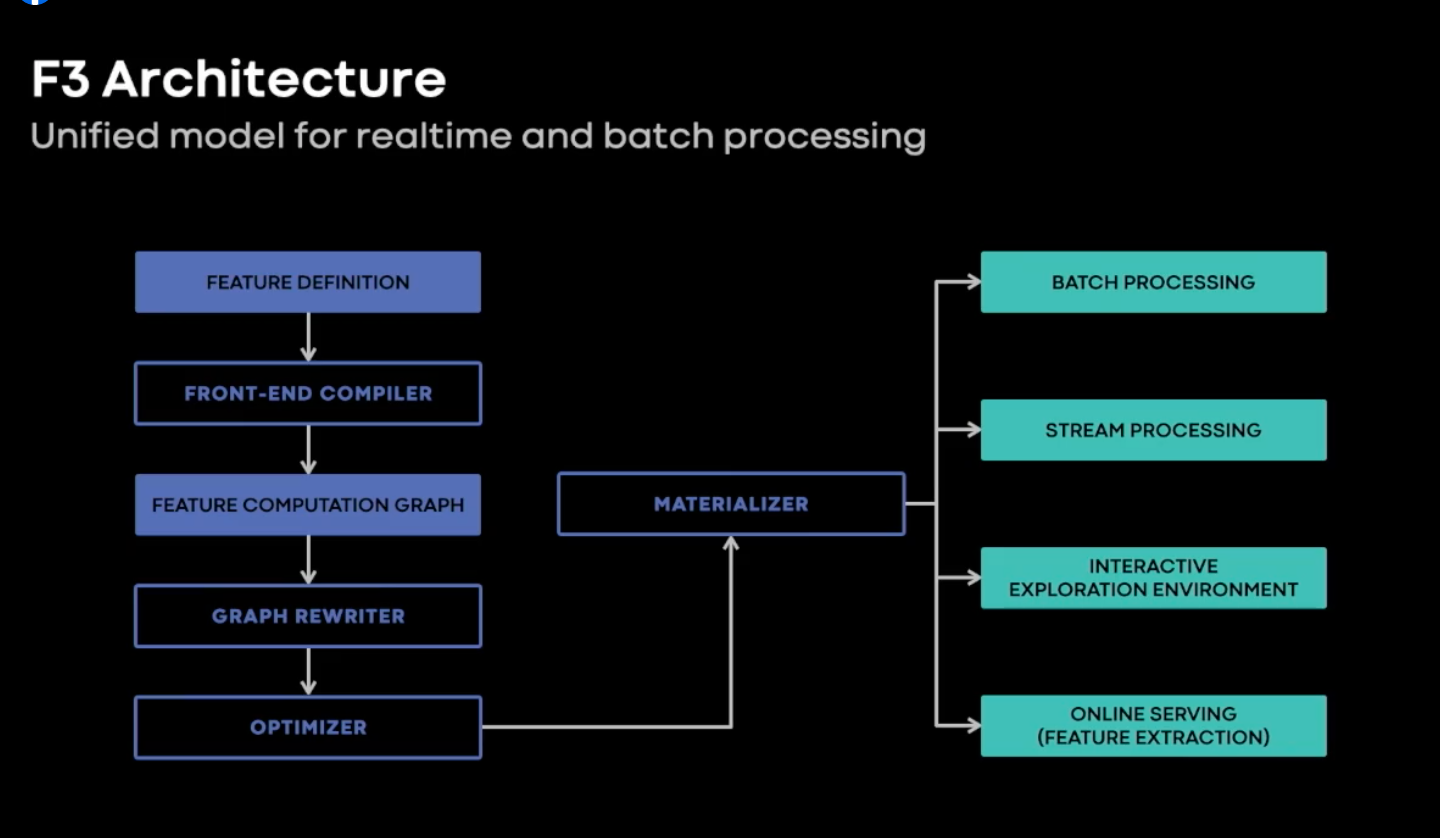 F3 Architecture
Unified model for realtime and batch processing
FEATURE DEFINITION
FRONT-END COMPILER
FEATURE COMPUTATION GRAPH
GRAPH REWRITER
OPTIMIZER
MATERIALIZER
BATCH PROCESSING
STREAM PROCESSING
INTERACTIVE
EXPLORATION ENVIRONMENT
ONLINE SERVING
(FEATURE EXTRACTION)